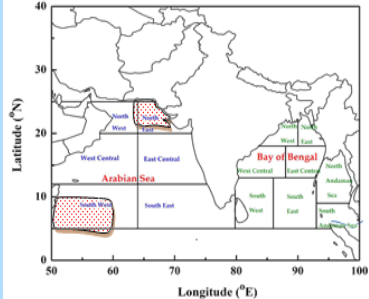 40
30
20
10
0
50
60
70
80
90
100
Latitude (°N)
Longitude (°E)
North
West
North
East
West Central
East Central
Arabian Sea
South West
South East
North
West
North
East
Bay of Bengal
West Central
East Central
South
West
South
East
North
Andaman
Sea
South